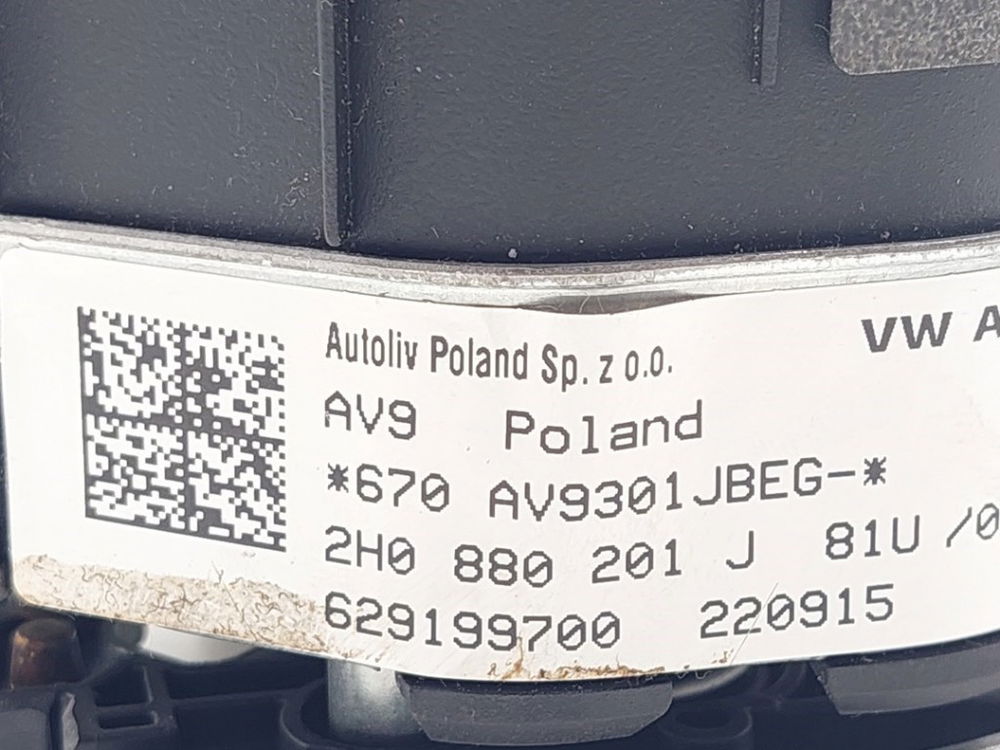 Autoliv Poland Sp. z o.o. VW A
AV9 Poland
*670 AV9301JBEG-*
2H0 880 201 J 81U /0
629199700 220915